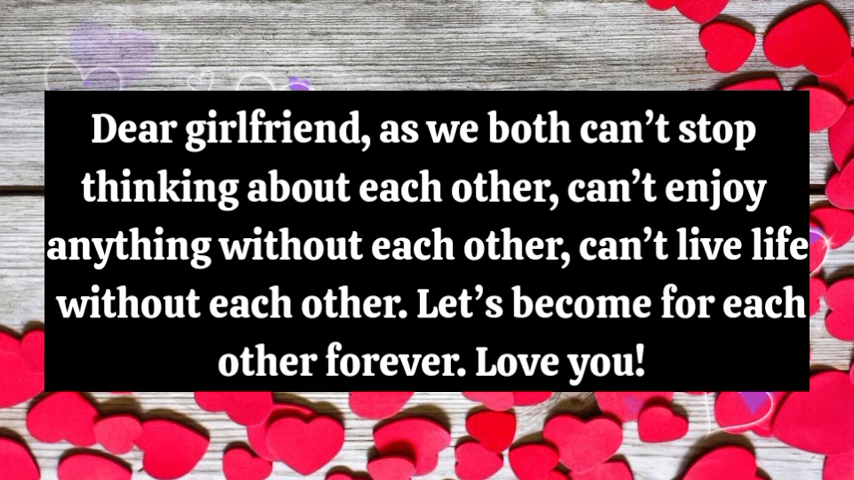 Dear girlfriend, as we both can’t stop
thinking about each other, can’t enjoy
anything without each other, can’t live life
without each other. Let’s become for each
other forever. Love you!